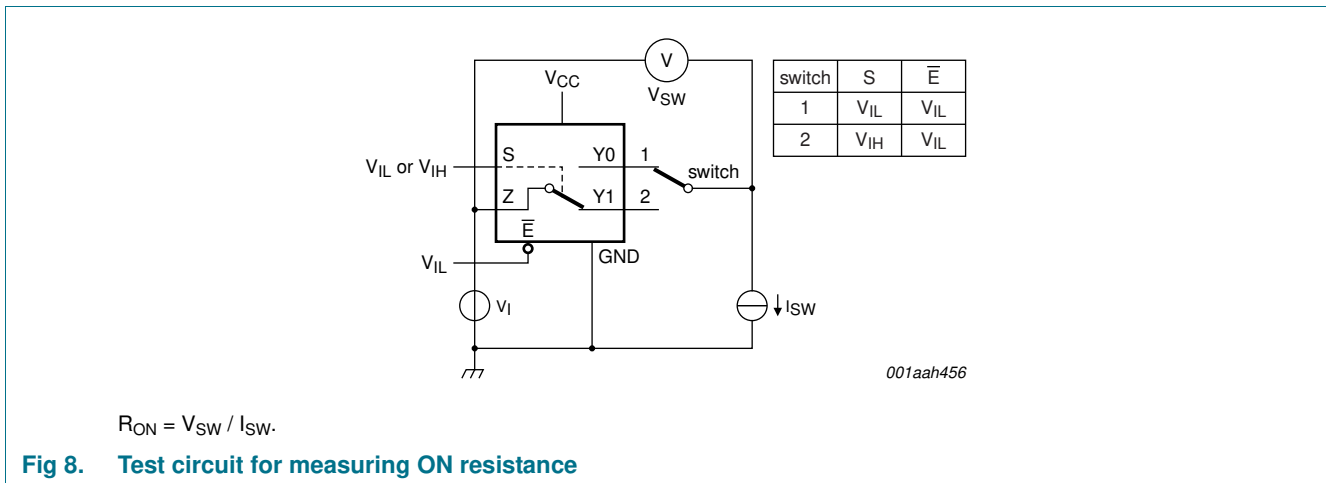 V
VCC
VSW
switch S E̅
1 VIL VIL
2 VIH VIL
S Y0 1
VIL or VIH
switch
Z Y1 2
E̅
GND
VIL
VI
ISW
001aah456
RON = VSW / ISW.
Fig 8. Test circuit for measuring ON resistance